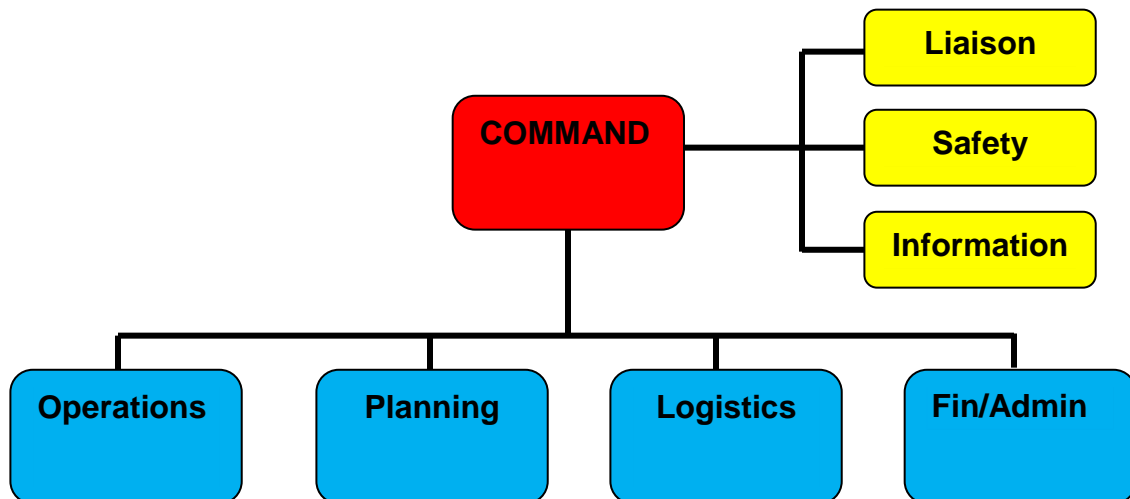 Liaison
COMMAND
Safety
Information
Operations
Planning
Logistics
Fin/Admin